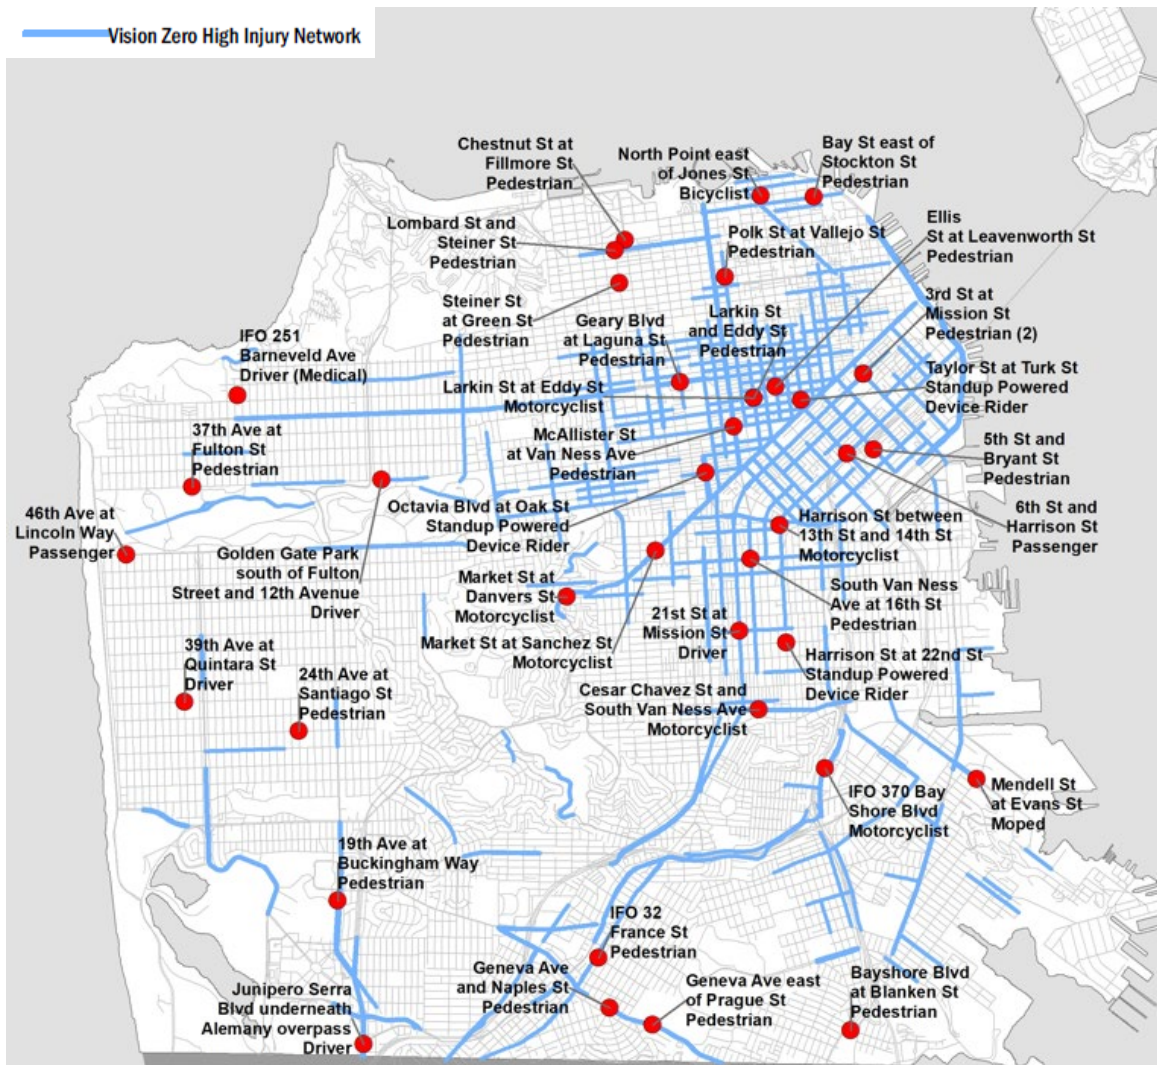 Vision Zero High Injury Network
Chestnut St at
Fillmore St
Pedestrian
North Point east
of Jones St
Bicyclist
Bay St east of
Stockton St
Pedestrian
Lombard St and
Steiner St
Pedestrian
Polk St at Vallejo St
Pedestrian
Ellis
St at Leavenworth St
Pedestrian
Steiner St
at Green St
Pedestrian
Geary Blvd
at Laguna St
Pedestrian
Larkin St
and Eddy St
Pedestrian
3rd St at
Mission St
Pedestrian (2)
IFO 251
Barneveld Ave
Driver (Medical)
Larkin St at Eddy St
Motorcyclist
Taylor St at Turk St
Standup Powered
Device Rider
37th Ave at
Fulton St
Pedestrian
McAllister St
at Van Ness Ave
Pedestrian
5th St and
Bryant St
Pedestrian
46th Ave at
Lincoln Way
Passenger
Octavia Blvd at Oak St
Standup Powered
Device Rider
Harrison St between
13th St and 14th St
Motorcyclist
6th St and
Harrison St
Passenger
Golden Gate Park
south of Fulton
Street and 12th Avenue
Driver
Market St at
Danvers St
Motorcyclist
South Van Ness
Ave at 16th St
Pedestrian
21st St at
Mission St
Driver
Market St at Sanchez St
Motorcyclist
39th Ave at
Quintara St
Driver
24th Ave at
Santiago St
Pedestrian
Harrison St at 22nd St
Standup Powered
Device Rider
Cesar Chavez St and
South Van Ness Ave
Motorcyclist
IFO 370 Bay
Shore Blvd
Motorcyclist
Mendell St
at Evans St
Moped
19th Ave at
Buckingham Way
Pedestrian
IFO 32
France St
Pedestrian
Geneva Ave
and Naples St
Pedestrian
Geneva Ave east
of Prague St
Pedestrian
Bayshore Blvd
at Blanken St
Pedestrian
Junipero Serra
Blvd underneath
Alemany overpass
Driver